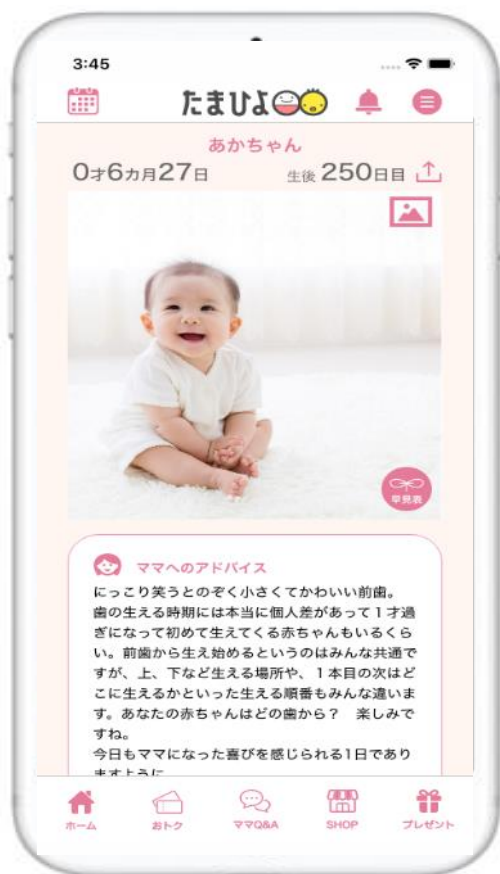 3:45
たまひよ
あかちゃん
0才6カ月27日 生後 250日目
早見表
ママへのアドバイス
にっこり笑うとのぞく小さくてかわいい前歯。
歯の生える時期には本当に個人差があって1才過
ぎになって初めて生えてくる赤ちゃんもいるくら
い。前歯から生え始めるというのはみんな共通で
すが、上、下など生える場所や、1本目の次はど
こに生えるかといった生える順番もみんな違いま
す。あなたの赤ちゃんはどの歯から? 楽しみで
すね。
今日もママになった喜びを感じられる1日であり
ますように
ホーム おトク ママQ&A SHOP プレゼント